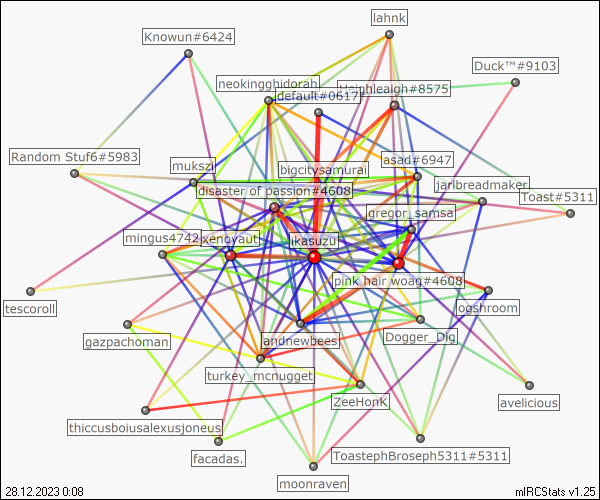 lahnk
Knowun#6424
Duck™#9103
neokingghidorah
Haighleaigh#8575
default#0617
Random Stuf6#5983
mukszi
bigcitysamurai
asad#6947
disaster of passion#4608
jaribreadmaker
Toast#5311
gregor_samsa
mingus4742
xenoyaut
ikasuzu
pink hair woag#4608
tescoroll
ogshroom
gazpachoman
andnewbees
Dogger_Dig
turkey_mcnugget
ZeeHonK
avelicious
thiccusboiusalexusjoneus
facadas.
ToastephBroseph5311#5311
moonraven
28.12.2023 0:08
mIRCStats v1.25